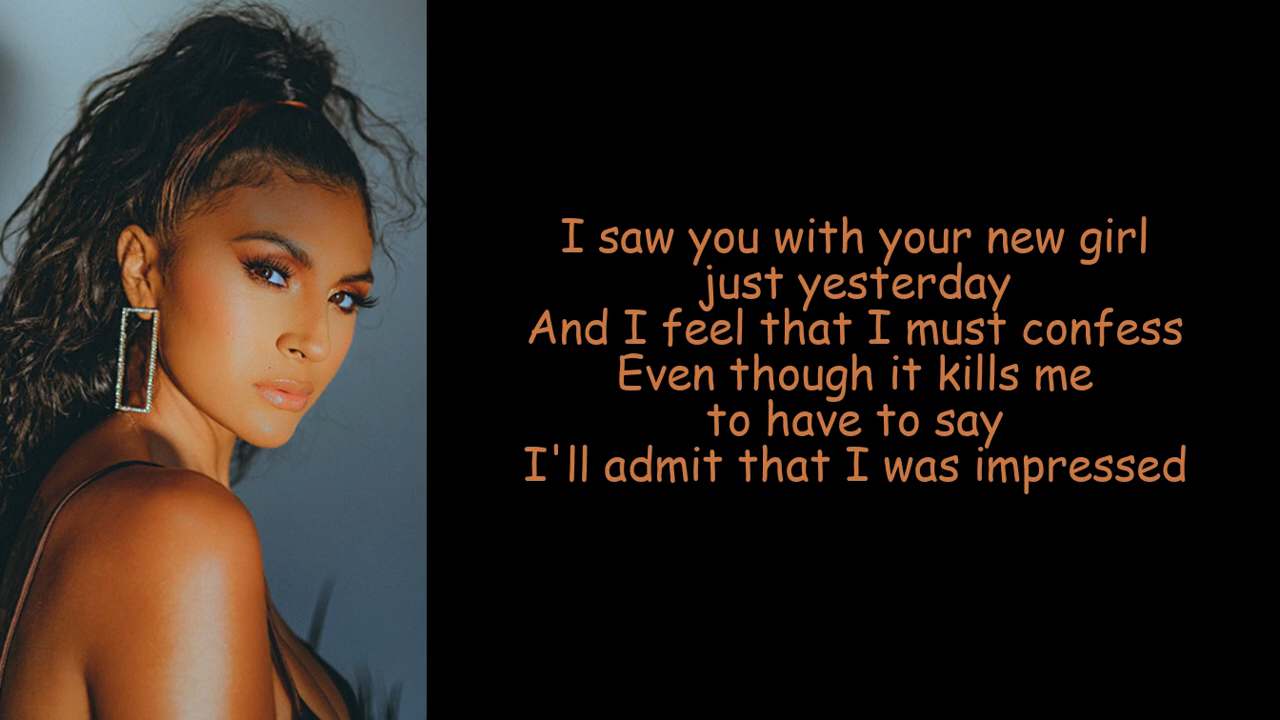 I saw you with your new girl
just yesterday
And I feel that I must confess
Even though it kills me
to have to say
I'll admit that I was impressed